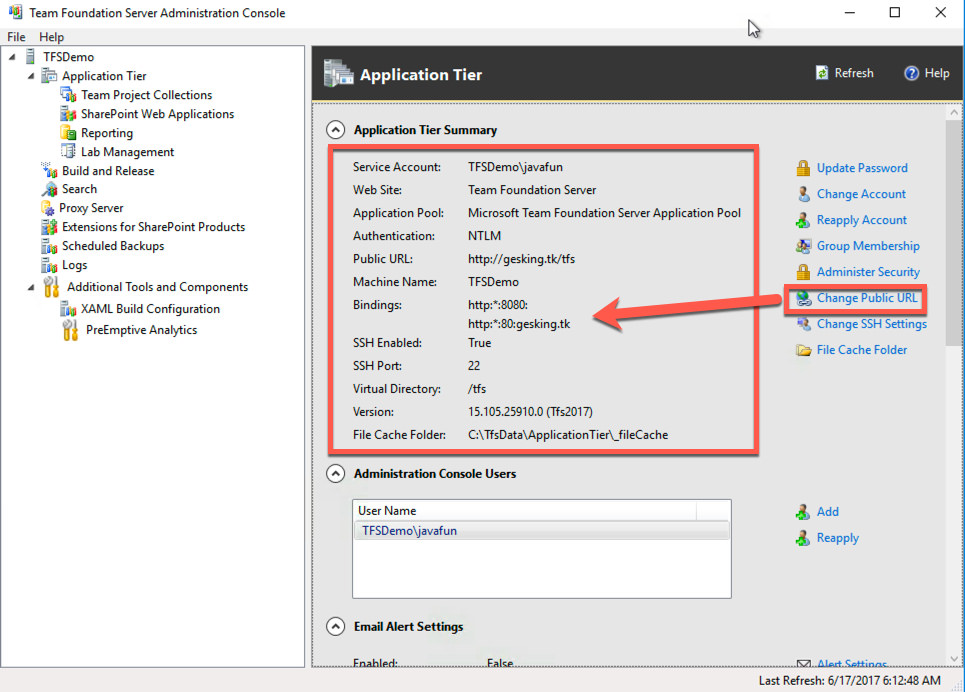 Team Foundation Server Administration Console
File Help
TFSDemo
Application Tier
Team Project Collections
SharePoint Web Applications
Reporting
Lab Management
Build and Release
Search
Proxy Server
Extensions for SharePoint Products
Scheduled Backups
Logs
Additional Tools and Components
XAML Build Configuration
PreEmptive Analytics
Application Tier
Refresh Help
Application Tier Summary
Service Account: TFSDemo\javafun
Web Site: Team Foundation Server
Application Pool: Microsoft Team Foundation Server Application Pool
Authentication: NTLM
Public URL: http://gesking.tk/tfs
Machine Name: TFSDemo
Bindings: http:*:8080:
http:*:80:gesking.tk
SSH Enabled: True
SSH Port: 22
Virtual Directory: /tfs
Version: 15.105.25910.0 (Tfs2017)
File Cache Folder: C:\TfsData\ApplicationTier\_fileCache
Update Password
Change Account
Reapply Account
Group Membership
Administer Security
Change Public URL
Change SSH Settings
File Cache Folder
Administration Console Users
User Name
TFSDemo\javafun
Add
Reapply
Email Alert Settings
Enabled: False
Alert Settings
Last Refresh: 6/17/2017 6:12:48 AM